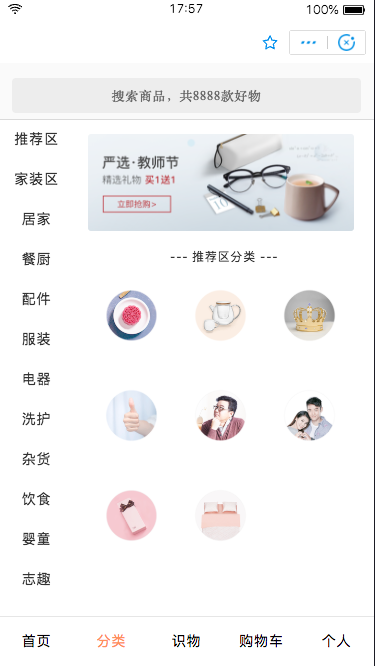 17:57
100%
搜索商品，共8888款好物
推荐区
家装区
居家
餐厨
配件
服装
电器
洗护
杂货
饮食
婴童
志趣
严选·教师节
精选礼物 买1送1
立即抢购>
--- 推荐区分类 ---
首页
分类
识物
购物车
个人